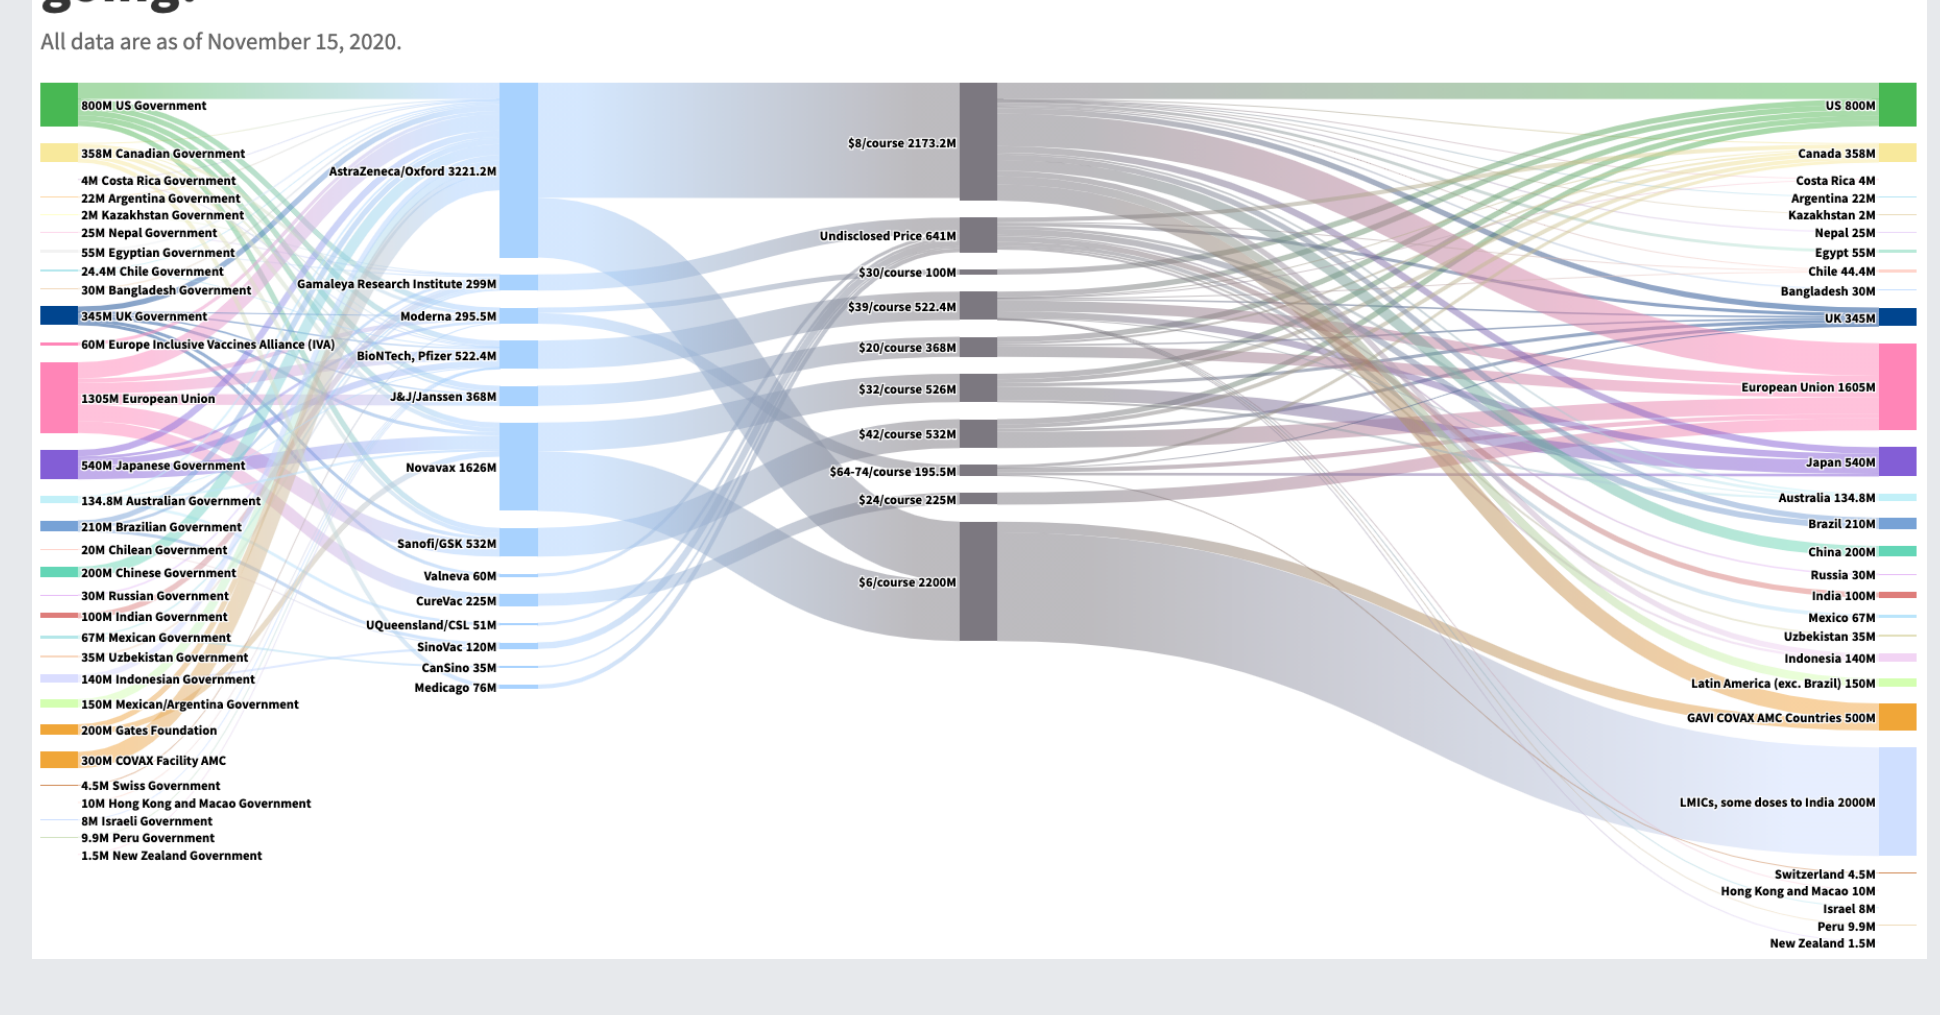 going?
All data are as of November 15, 2020.
800M US Government
358M Canadian Government
4M Costa Rica Government
22M Argentina Government
2M Kazakhstan Government
25M Nepal Government
55M Egyptian Government
24.4M Chile Government
30M Bangladesh Government
345M UK Government
60M Europe Inclusive Vaccines Alliance (IVA)
1305M European Union
540M Japanese Government
134.8M Australian Government
210M Brazilian Government
20M Chilean Government
200M Chinese Government
30M Russian Government
100M Indian Government
67M Mexican Government
35M Uzbekistan Government
140M Indonesian Government
150M Mexican/Argentina Government
200M Gates Foundation
300M COVAX Facility AMC
4.5M Swiss Government
10M Hong Kong and Macao Government
8M Israeli Government
9.9M Peru Government
1.5M New Zealand Government
AstraZeneca/Oxford 3221.2M
Gamaleya Research Institute 299M
Moderna 295.5M
BioNTech, Pfizer 522.4M
J&J/Janssen 368M
Novavax 1626M
Sanofi/GSK 532M
Valneva 60M
CureVac 225M
UQueensland/CSL 51M
SinoVac 120M
CanSino 35M
Medicago 76M
$8/course 2173.2M
Undisclosed Price 641M
$30/course 100M
$39/course 522.4M
$20/course 368M
$32/course 526M
$42/course 532M
$64-74/course 195.5M
$24/course 225M
$6/course 2200M
US 800M
Canada 358M
Costa Rica 4M
Argentina 22M
Kazakhstan 2M
Nepal 25M
Egypt 55M
Chile 44.4M
Bangladesh 30M
UK 345M
European Union 1605M
Japan 540M
Australia 134.8M
Brazil 210M
China 200M
Russia 30M
India 100M
Mexico 67M
Uzbekistan 35M
Indonesia 140M
Latin America (exc. Brazil) 150M
GAVI COVAX AMC Countries 500M
LMICs, some doses to India 2000M
Switzerland 4.5M
Hong Kong and Macao 10M
Israel 8M
Peru 9.9M
New Zealand 1.5M